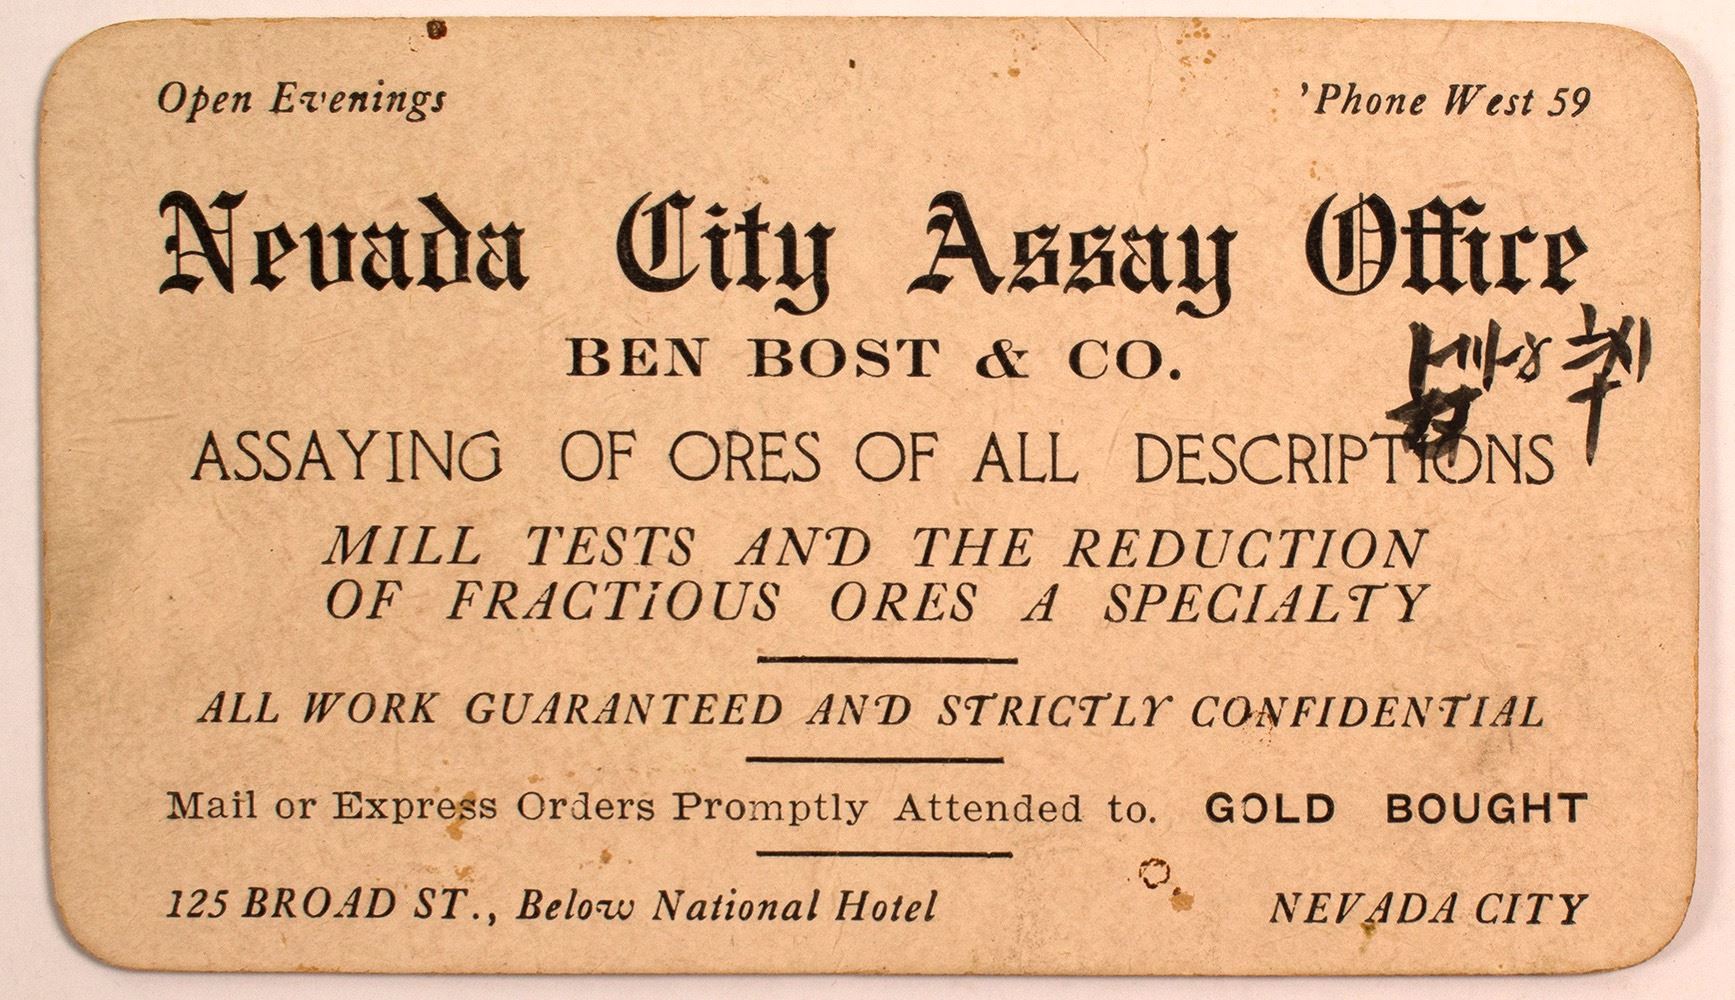 Open Evenings 'Phone West 59
Nevada City Assay Office
BEN BOST & CO.
ASSAYING OF ORES OF ALL DESCRIPTIONS
MILL TESTS AND THE REDUCTION
OF FRACTiOUS ORES A SPECIALTY
ALL WORK GUARANTEED AND STRICTLY CONFIDENTIAL
Mail or Express Orders Promptly Attended to. GOLD BOUGHT
125 BROAD ST., Below National Hotel NEVADA CITY